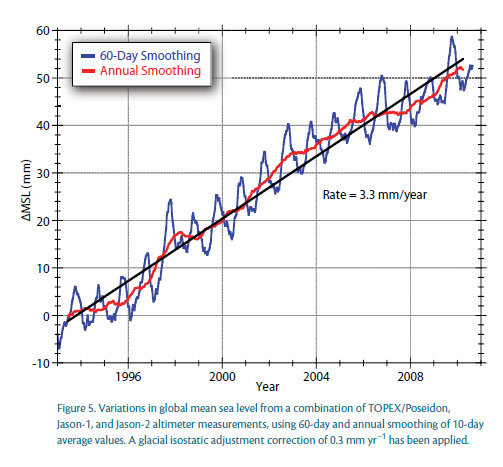 60
50
40
30
20
10
0
-10
ΔMSL (mm)
60-Day Smoothing
Annual Smoothing
Rate = 3.3 mm/year
1996 2000 2004 2008
Year
Figure 5. Variations in global mean sea level from a combination of TOPEX/Poseidon,
Jason-1, and Jason-2 altimeter measurements, using 60-day and annual smoothing of 10-day
average values. A glacial isostatic adjustment correction of 0.3 mm yr⁻¹ has been applied.